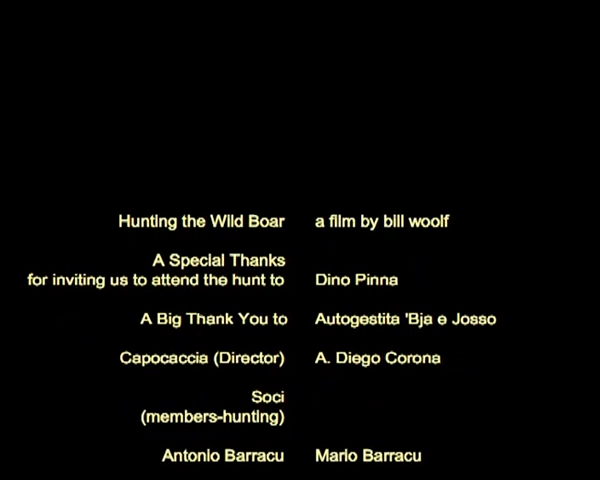 Hunting the Wild Boar a film by bill woolf
A Special Thanks
for inviting us to attend the hunt to Dino Pinna
A Big Thank You to Autogestita 'Bja e Josso
Capocaccia (Director) A. Diego Corona
Soci
(members-hunting)
Antonio Barracu Mario Barracu